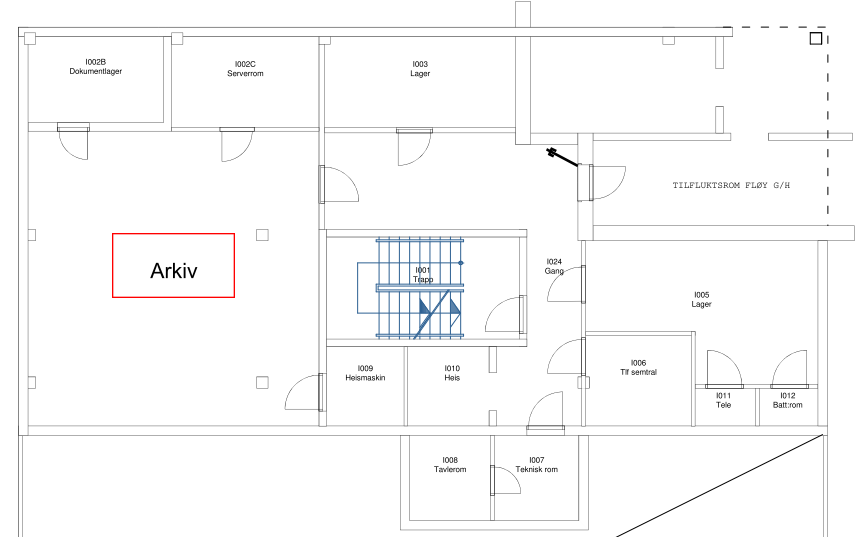 I002B
Dokumentlager
I002C
Serverrom
I003
Lager
TILFLUKTSROM FLØY G/H
Arkiv
I001
Trapp
I024
Gang
I005
Lager
I009
Heismaskin
I010
Heis
I006
Tlf semtral
I011
Tele
I012
Batt:rom
I008
Tavlerom
I007
Teknisk rom